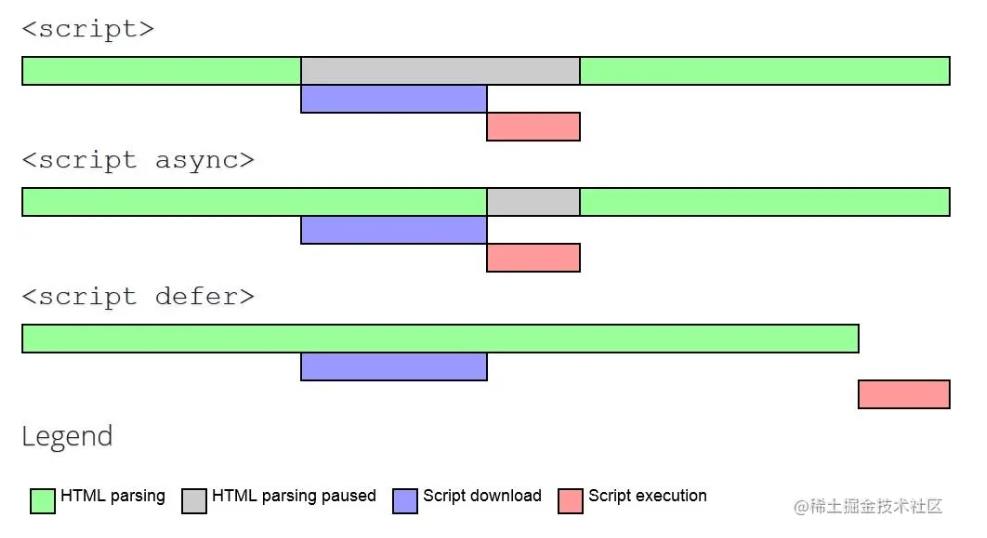 <script>
<script async>
<script defer>
Legend
HTML parsing HTML parsing paused Script download Script execution
@稀土掘金技术社区